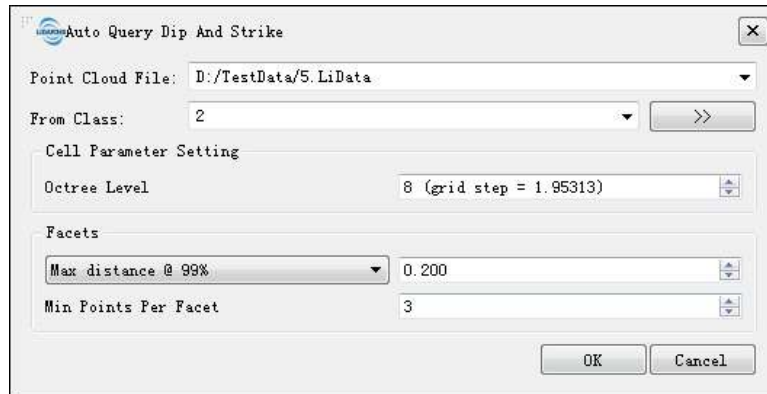 Auto Query Dip And Strike
Point Cloud File: D:/TestData/5.LiData
From Class: 2 >>
Cell Parameter Setting
Octree Level 8 (grid step = 1.95313)
Facets
Max distance @ 99% 0.200
Min Points Per Facet 3
OK Cancel